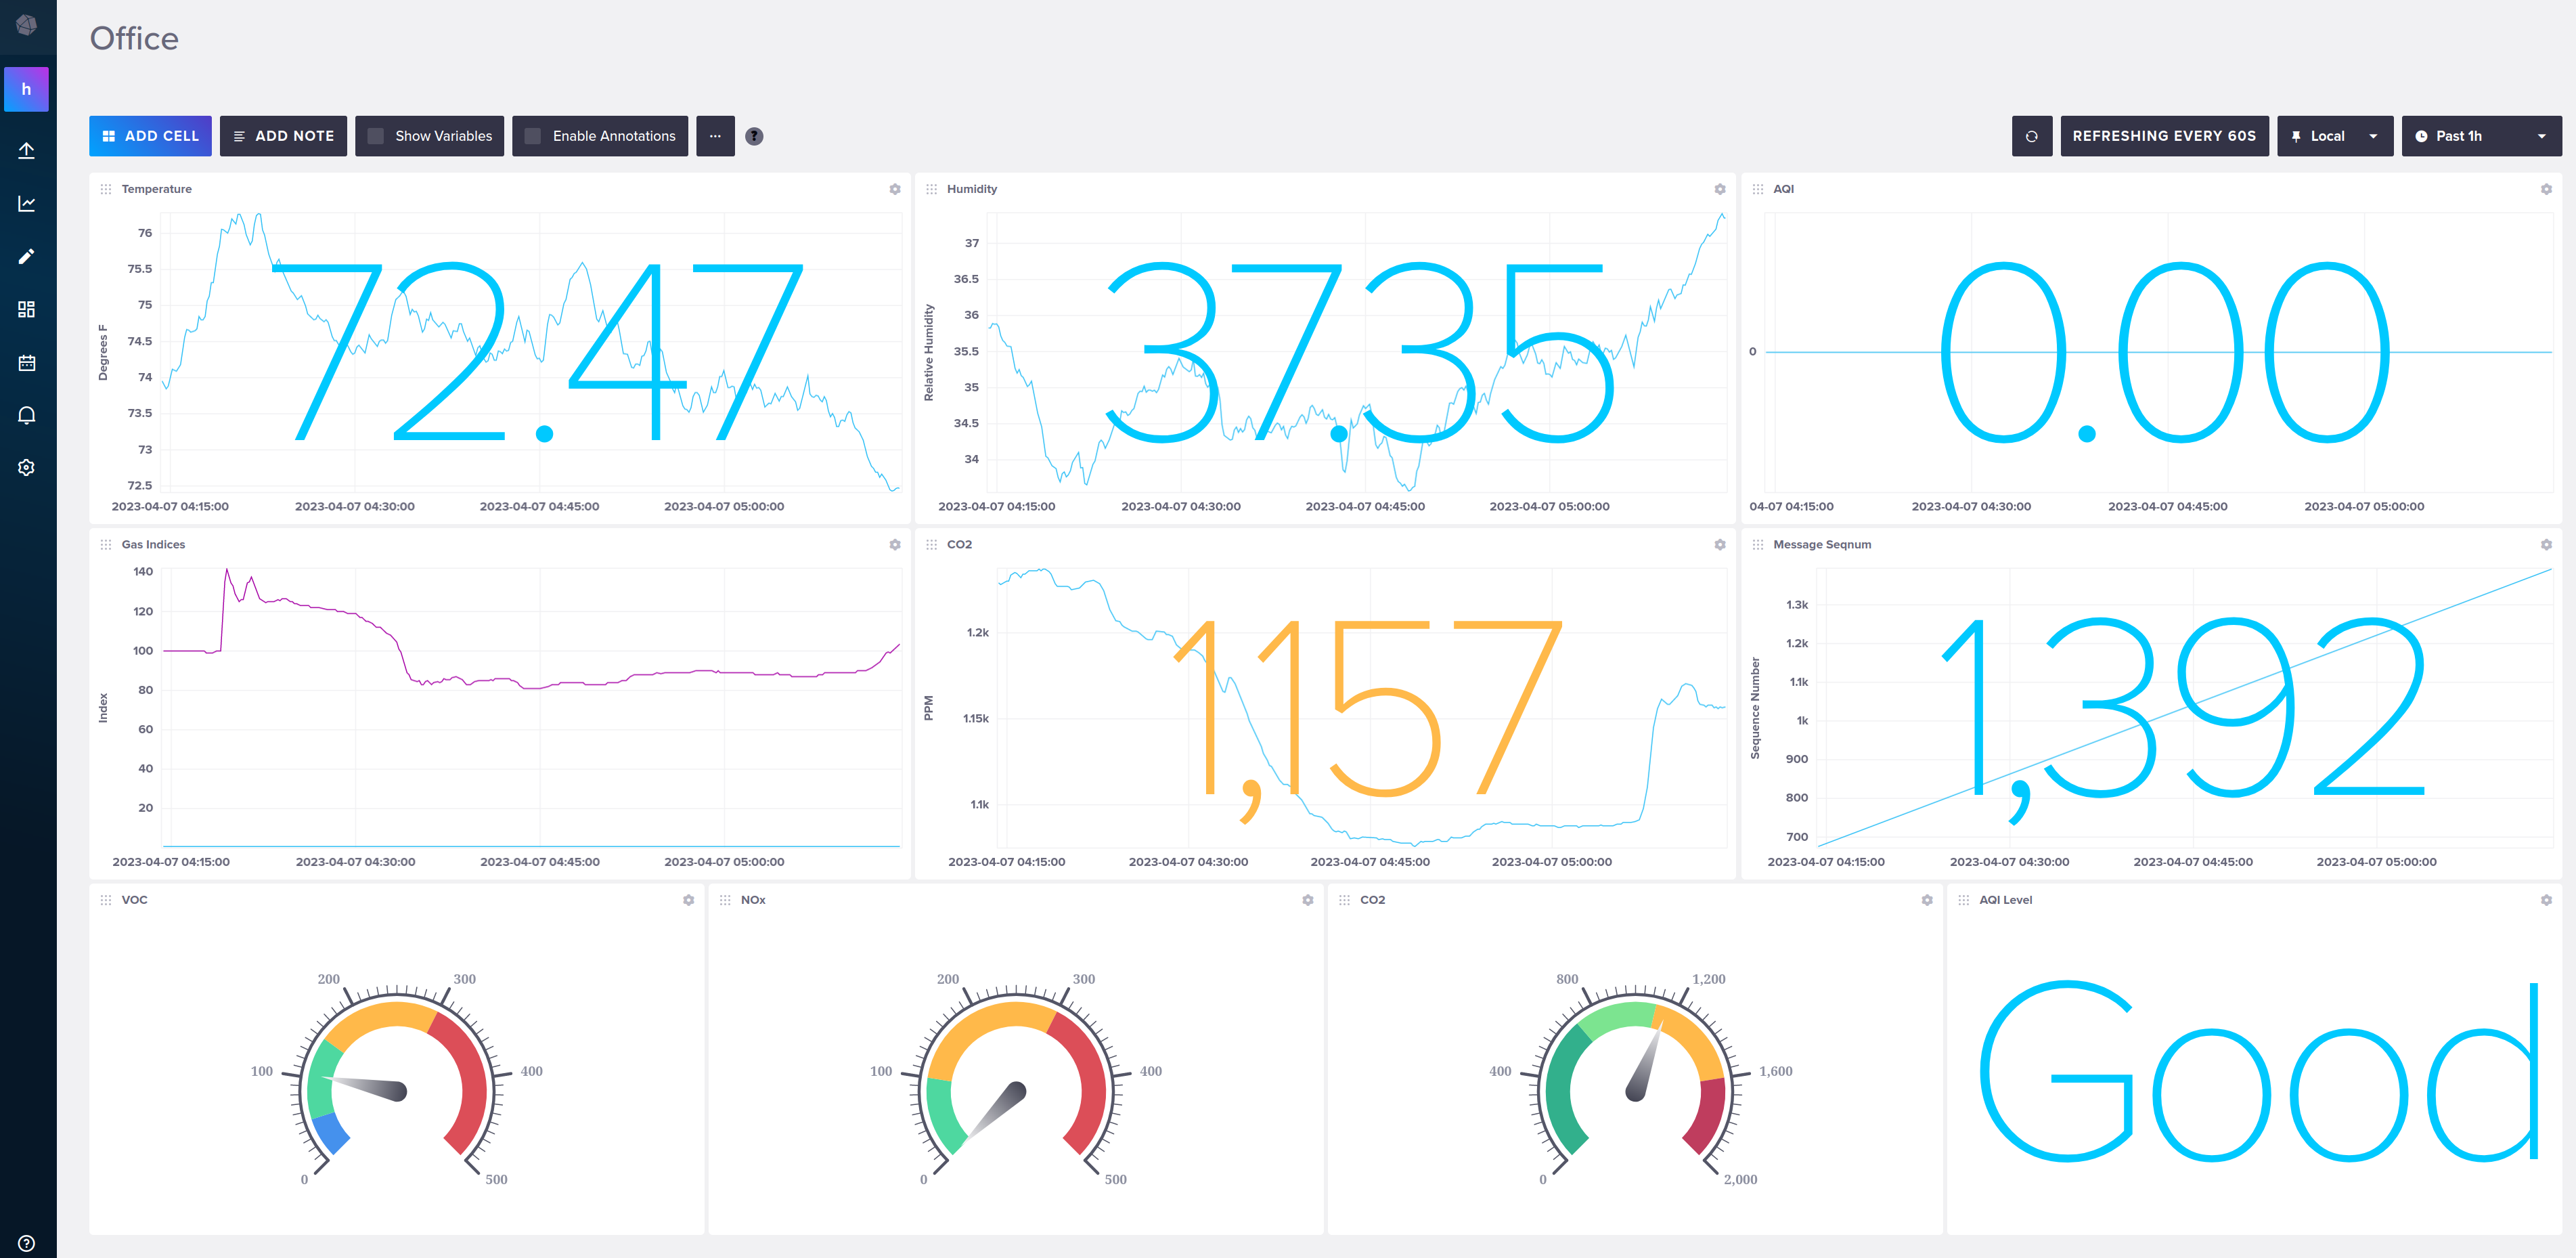 Office
h
ADD CELL
ADD NOTE
Show Variables
Enable Annotations
...
?
REFRESHING EVERY 60S
Local
Past 1h
Temperature
Degrees F
76
75.5
75
74.5
74
73.5
73
72.5
72.47
2023-04-07 04:15:00 2023-04-07 04:30:00 2023-04-07 04:45:00 2023-04-07 05:00:00
Humidity
Relative Humidity
37
36.5
36
35.5
35
34.5
34
37.35
2023-04-07 04:15:00 2023-04-07 04:30:00 2023-04-07 04:45:00 2023-04-07 05:00:00
AQI
0
0.00
04-07 04:15:00 2023-04-07 04:30:00 2023-04-07 04:45:00 2023-04-07 05:00:00
Gas Indices
Index
140
120
100
80
60
40
20
2023-04-07 04:15:00 2023-04-07 04:30:00 2023-04-07 04:45:00 2023-04-07 05:00:00
CO2
PPM
1.2k
1.15k
1.1k
1,157
2023-04-07 04:15:00 2023-04-07 04:30:00 2023-04-07 04:45:00 2023-04-07 05:00:00
Message Seqnum
Sequence Number
1.3k
1.2k
1.1k
1k
900
800
700
1,392
2023-04-07 04:15:00 2023-04-07 04:30:00 2023-04-07 04:45:00 2023-04-07 05:00:00
VOC
200 300
100 400
0 500
NOx
200 300
100 400
0 500
CO2
800 1,200
400 1,600
0 2,000
AQI Level
Good
?